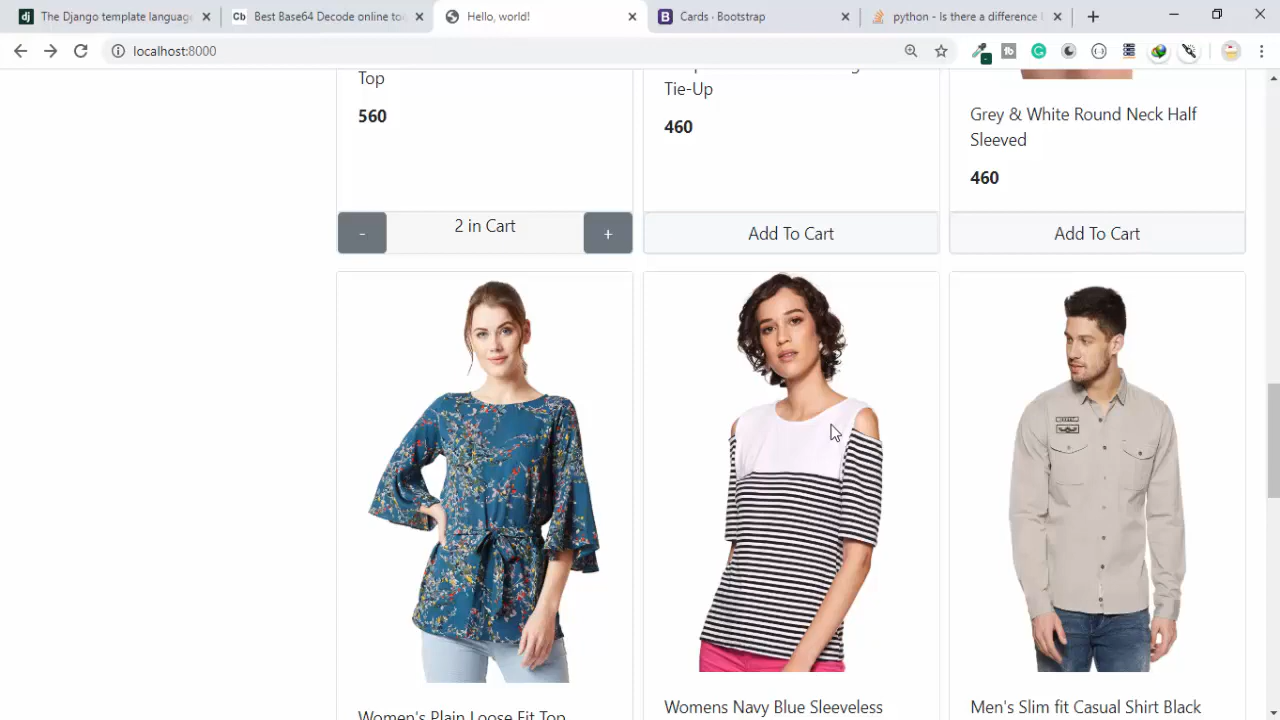 The Django template language
Best Base64 Decode online to
Hello, world!
Cards · Bootstrap
python - Is there a difference
localhost:8000
Top
560
Tie-Up
460
Grey & White Round Neck Half
Sleeved
460
-
2 in Cart
+
Add To Cart
Add To Cart
Women's Plain Loose Fit Top
Womens Navy Blue Sleeveless
Men's Slim fit Casual Shirt Black